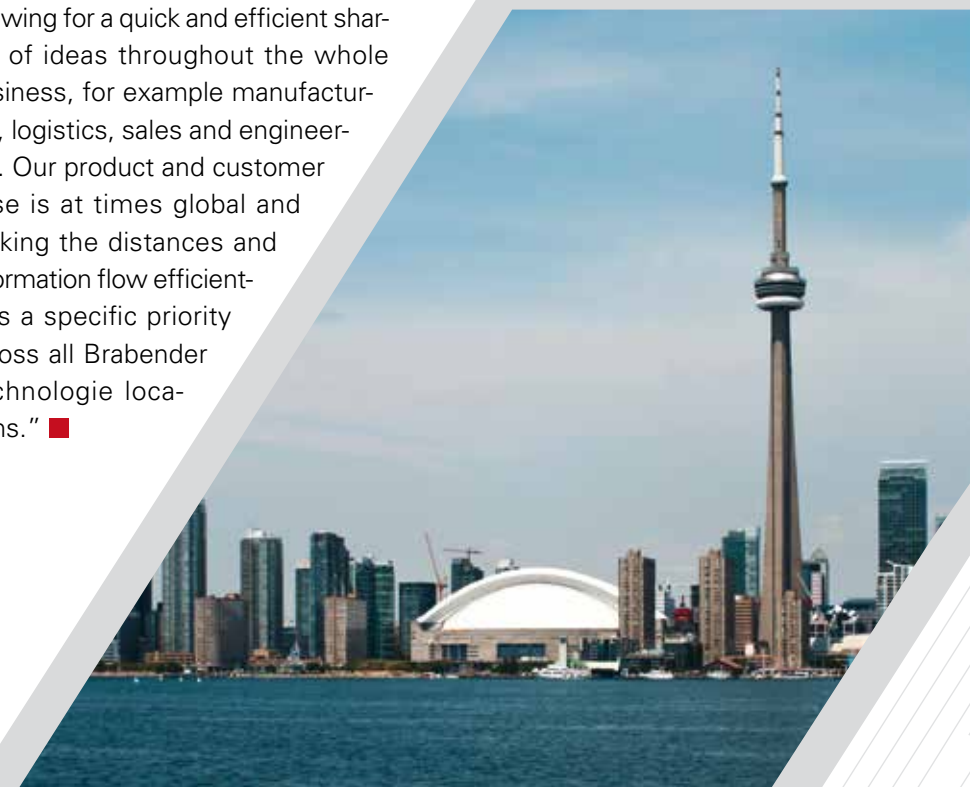 wing for a quick and efficient shar-
of ideas throughout the whole
siness, for example manufactur-
, logistics, sales and engineer-
. Our product and customer
se is at times global and
king the distances and
ormation flow efficient-
s a specific priority
oss all Brabender
chnologie loca-
ns.”